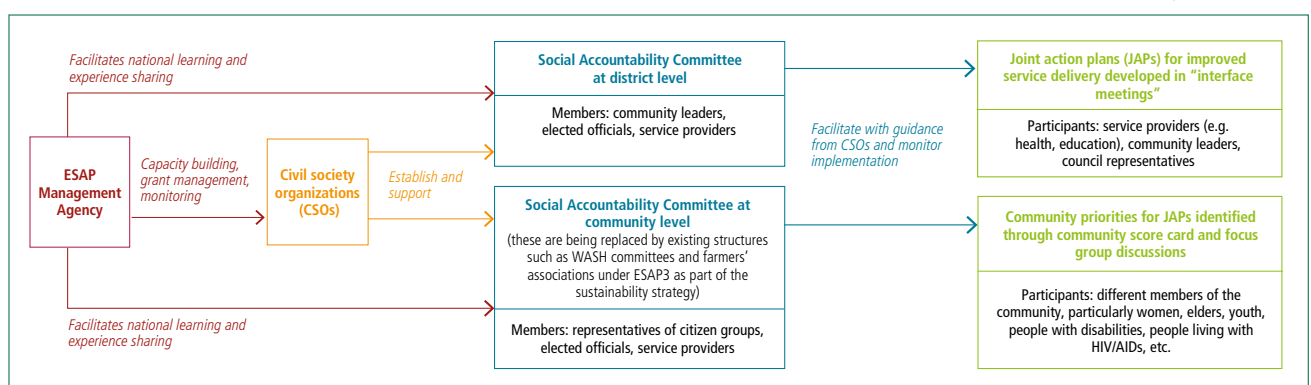 Facilitates national learning and
experience sharing
ESAP
Management
Agency
Capacity building,
grant management,
monitoring
Civil society
organizations
(CSOs)
Establish and
support
Social Accountability Committee
at district level
Members: community leaders,
elected officials, service providers
Social Accountability Committee at
community level
(these are being replaced by existing structures
such as WASH committees and farmers’
associations under ESAP3 as part of the
sustainability strategy)
Members: representatives of citizen groups,
elected officials, service providers
Facilitates national learning and
experience sharing
Facilitate with guidance
from CSOs and monitor
implementation
Joint action plans (JAPs) for improved
service delivery developed in “interface
meetings”
Participants: service providers (e.g.
health, education), community leaders,
council representatives
Community priorities for JAPs identified
through community score card and focus
group discussions
Participants: different members of the
community, particularly women, elders, youth,
people with disabilities, people living with
HIV/AIDs, etc.